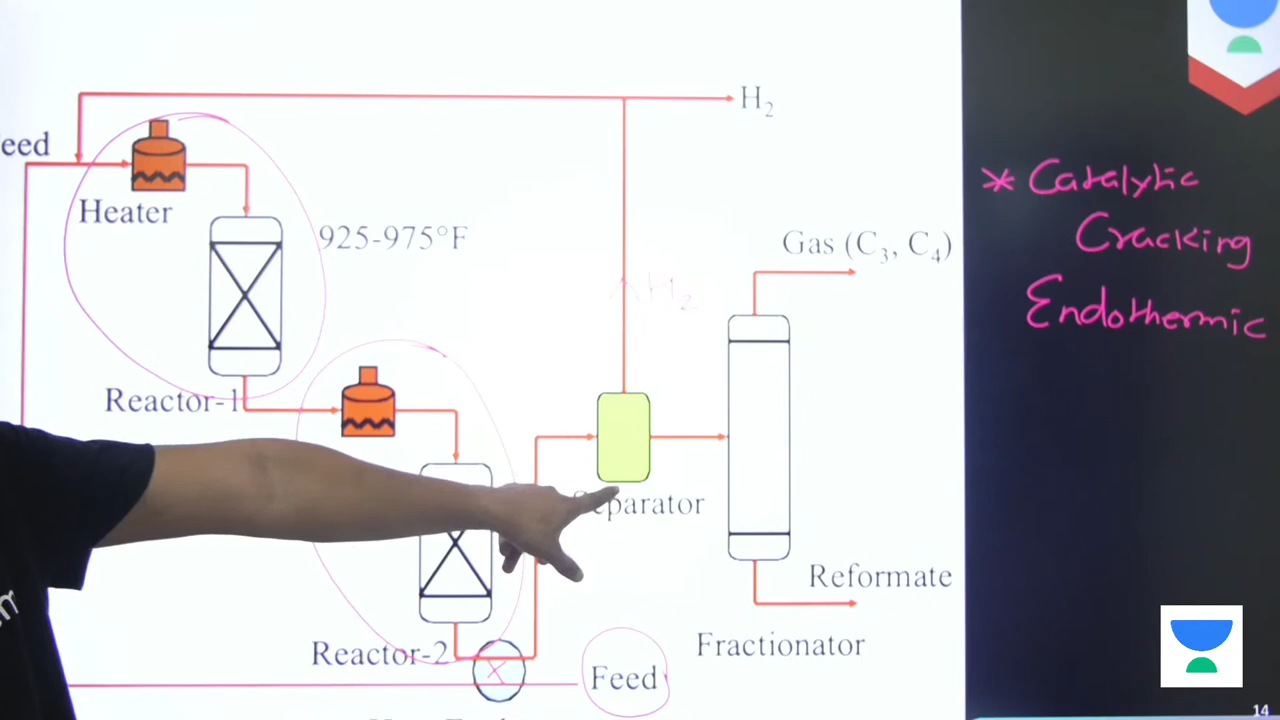 H₂
eed
Heater
925-975°F
Gas (C₃, C₄)
H₂
Reactor-1
Separator
Reformate
Reactor-2
Fractionator
Feed
* Catalytic
Cracking
Endothermic
14